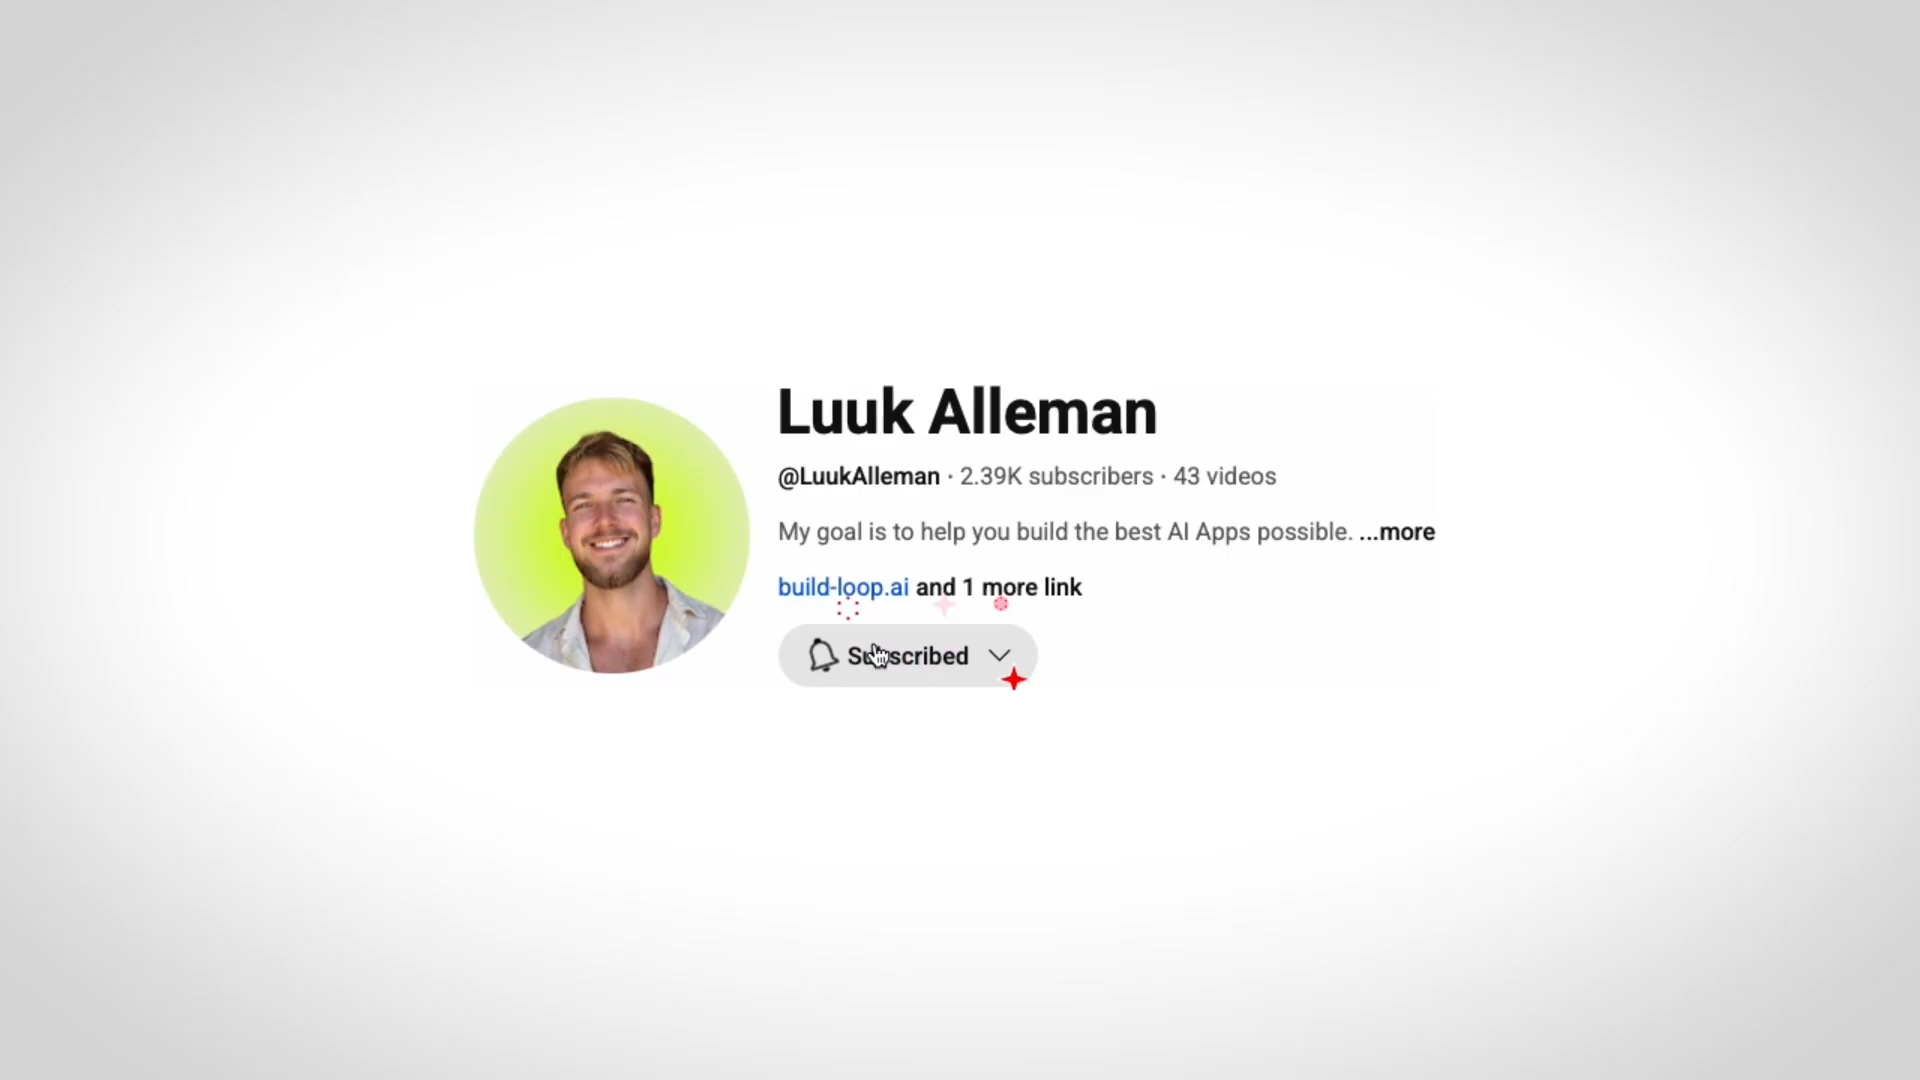 Luuk Alleman
@LuukAlleman · 2.39K subscribers · 43 videos
My goal is to help you build the best AI Apps possible. ...more
build-loop.ai and 1 more link
Subscribed